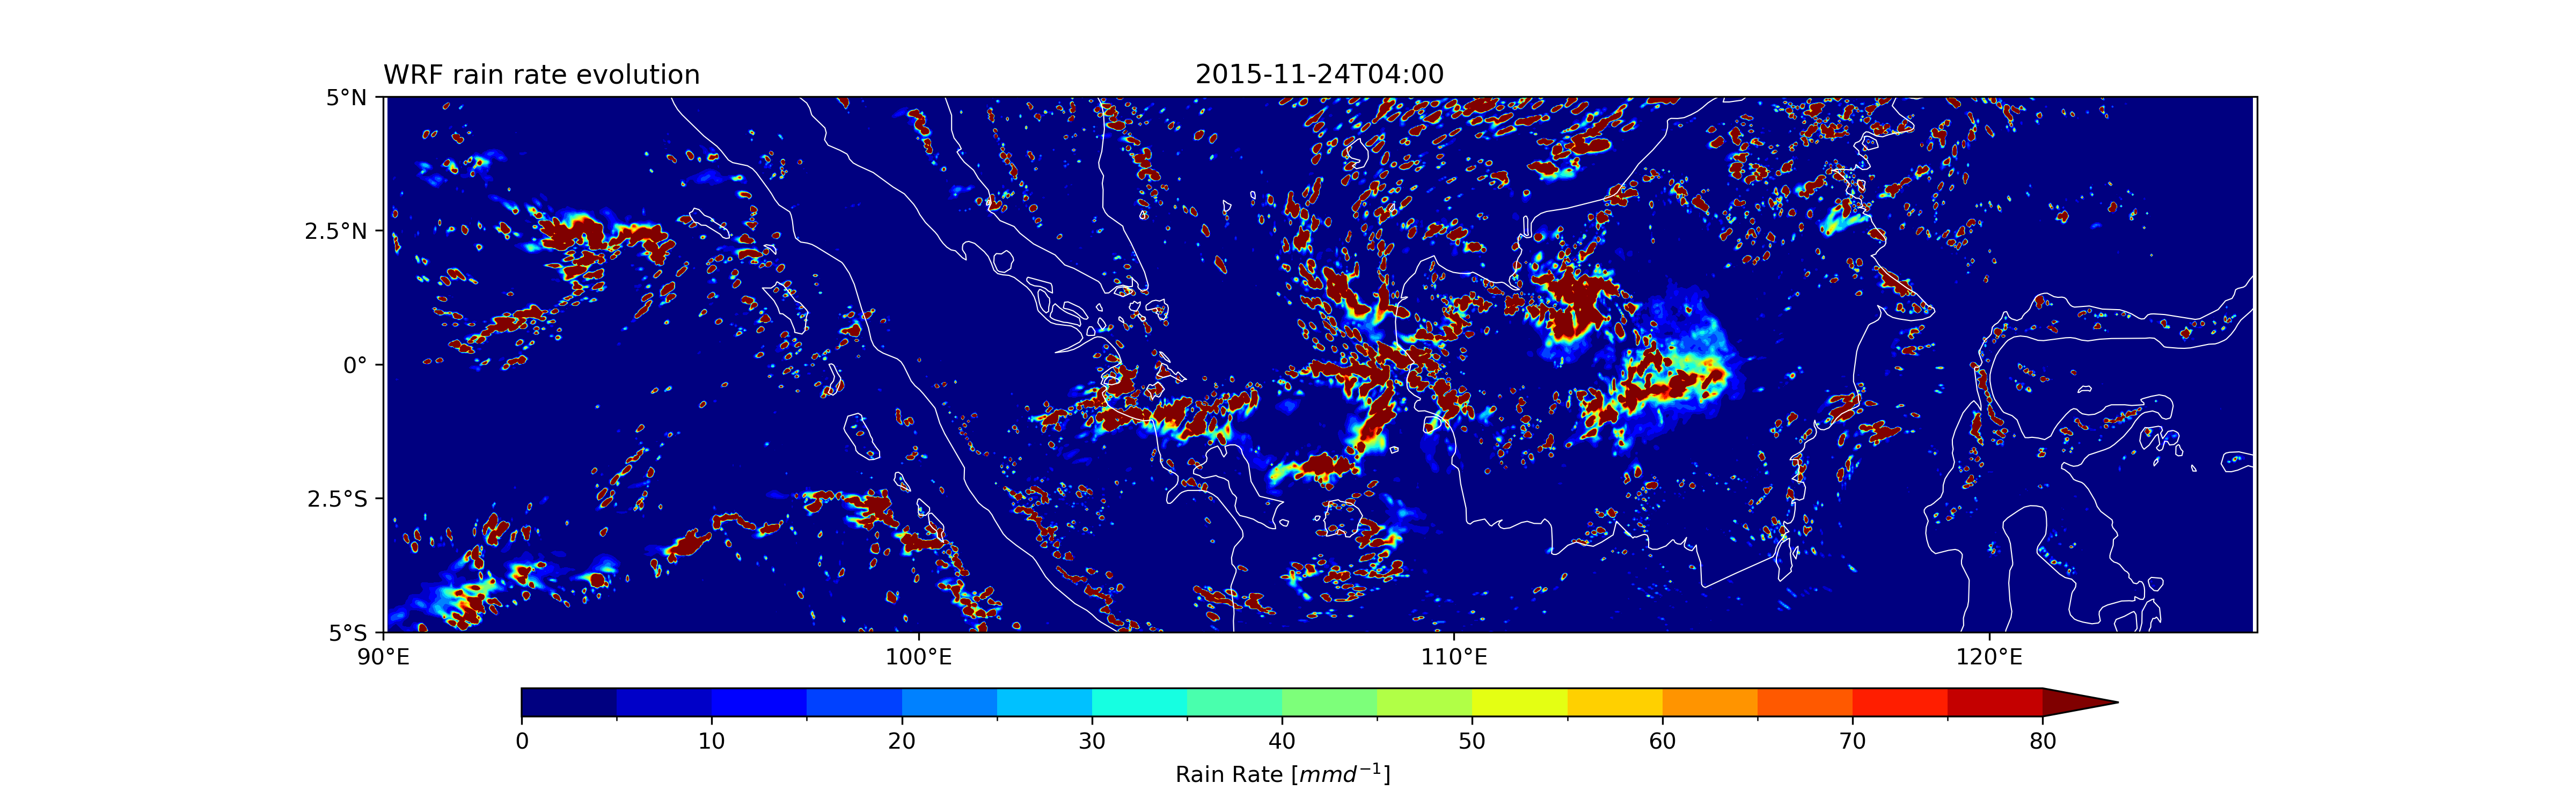 WRF rain rate evolution
2015-11-24T04:00
5°N
2.5°N
0°
2.5°S
5°S
90°E 100°E 110°E 120°E
0 10 20 30 40 50 60 70 80
Rain Rate [mmd⁻¹]